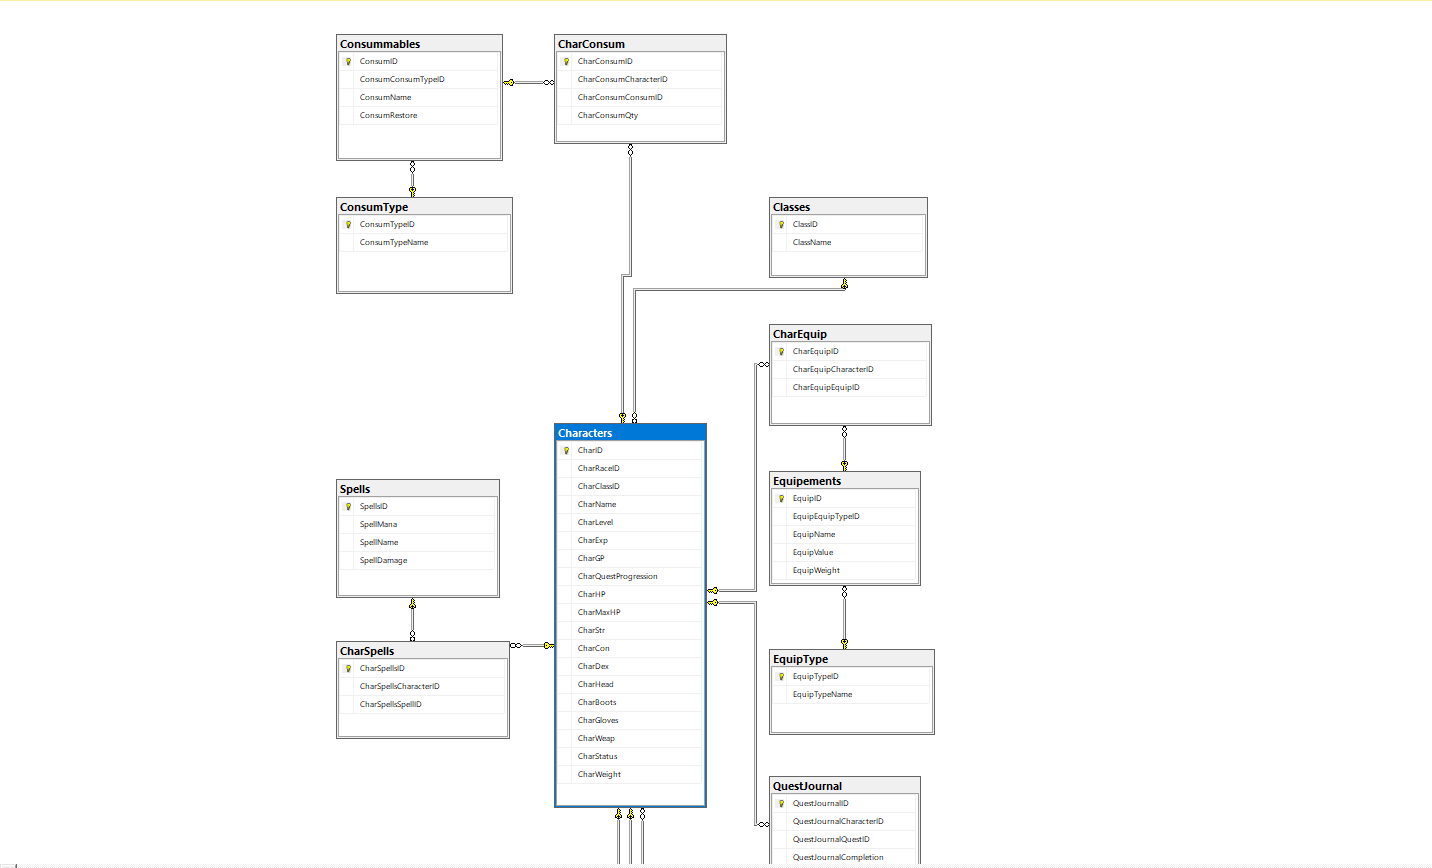 Consummables
ConsumID
ConsumConsumTypeID
ConsumName
ConsumRestore
CharConsum
CharConsumID
CharConsumCharacterID
CharConsumConsumID
CharConsumQty
ConsumType
ConsumTypeID
ConsumTypeName
Classes
ClassID
ClassName
CharEquip
CharEquipID
CharEquipCharacterID
CharEquipEquipID
Characters
CharID
CharRaceID
CharClassID
CharName
CharLevel
CharExp
CharGP
CharQuestProgression
CharHP
CharMaxHP
CharStr
CharCon
CharDex
CharHead
CharBoots
CharGloves
CharWeap
CharStatus
CharWeight
Spells
SpellsID
SpellMana
SpellName
SpellDamage
Equipements
EquipID
EquipEquipTypeID
EquipName
EquipValue
EquipWeight
CharSpells
CharSpellsID
CharSpellsCharacterID
CharSpellsSpellID
EquipType
EquipTypeID
EquipTypeName
QuestJournal
QuestJournalID
QuestJournalCharacterID
QuestJournalQuestID
QuestJournalCompletion